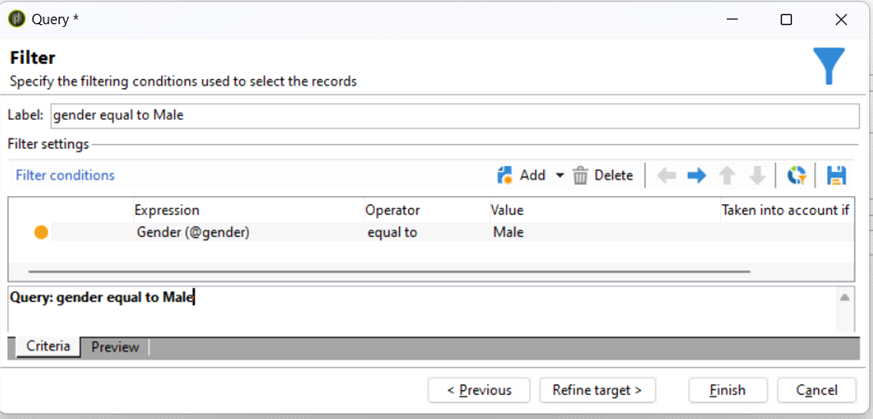 Query *
Filter
Specify the filtering conditions used to select the records
Label: gender equal to Male
Filter settings
Filter conditions Add Delete
Expression Operator Value Taken into account if
Gender (@gender) equal to Male
Query: gender equal to Male
Criteria Preview
< Previous Refine target > Finish Cancel